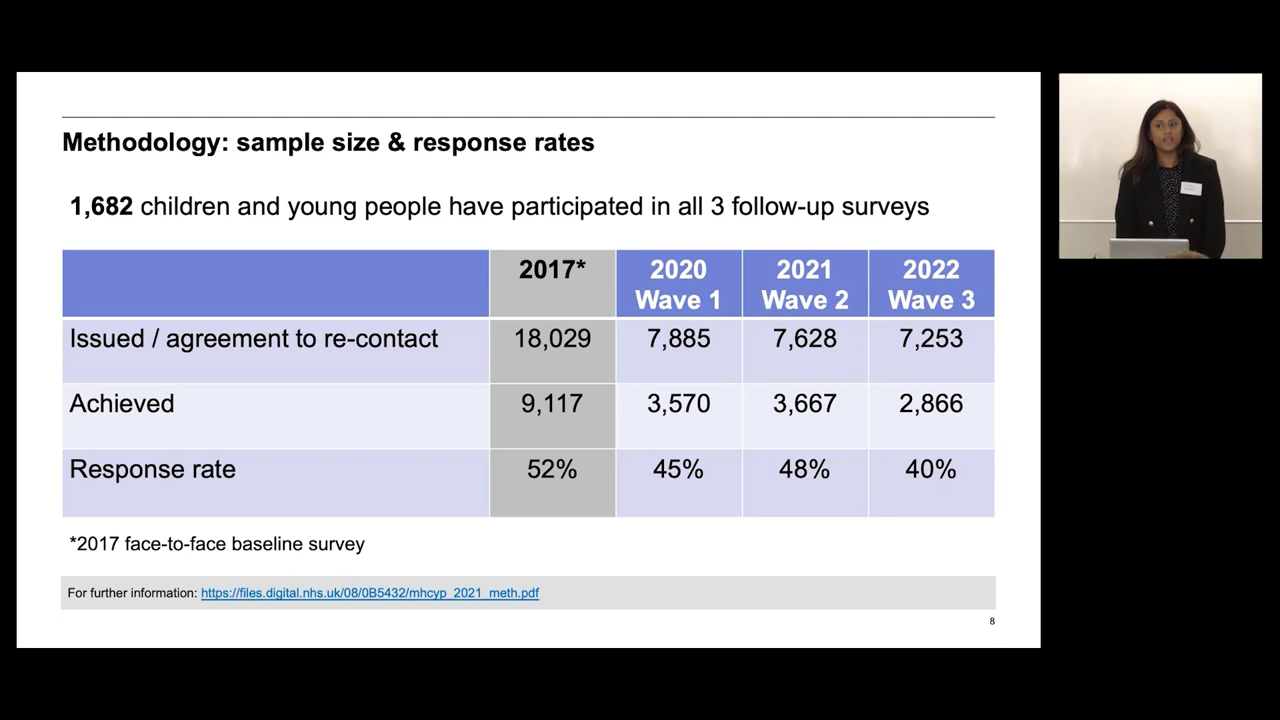 Methodology: sample size & response rates
1,682 children and young people have participated in all 3 follow-up surveys
2017* 2020 Wave 1 2021 Wave 2 2022 Wave 3
Issued / agreement to re-contact 18,029 7,885 7,628 7,253
Achieved 9,117 3,570 3,667 2,866
Response rate 52% 45% 48% 40%
*2017 face-to-face baseline survey
For further information: https://files.digital.nhs.uk/08/0B5432/mhcyp_2021_meth.pdf
8